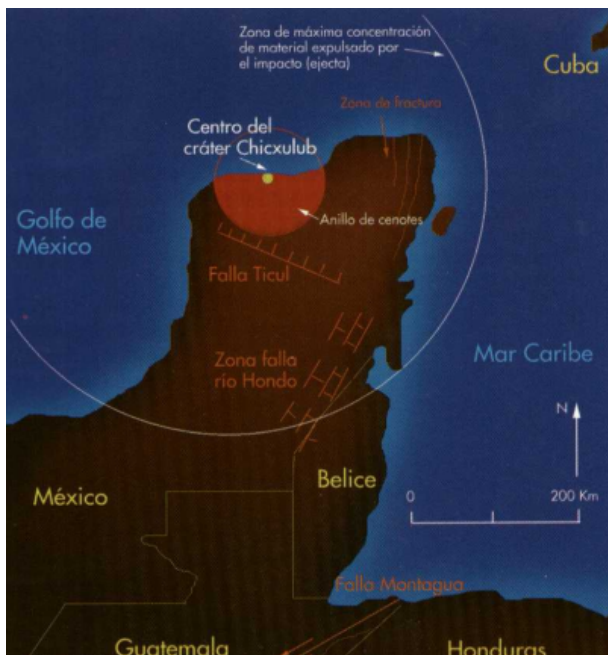 Zona de máxima concentración
de material expulsado por
el impacto (ejecta)
Cuba
Zona de fractura
Centro del
cráter Chicxulub
Golfo de
México
Anillo de cenotes
Falla Ticul
Zona falla
río Hondo
Mar Caribe
N
México
Belice
0
200 Km
Falla Montagua
Guatemala
Honduras